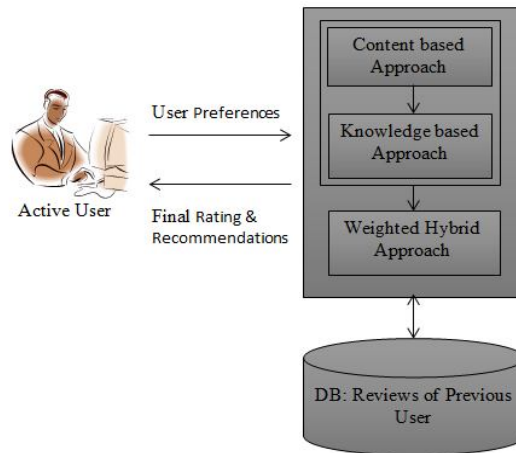 Content based
Approach
Knowledge based
Approach
Weighted Hybrid
Approach
User Preferences
Final Rating &
Recommendations
Active User
DB: Reviews of Previous
User